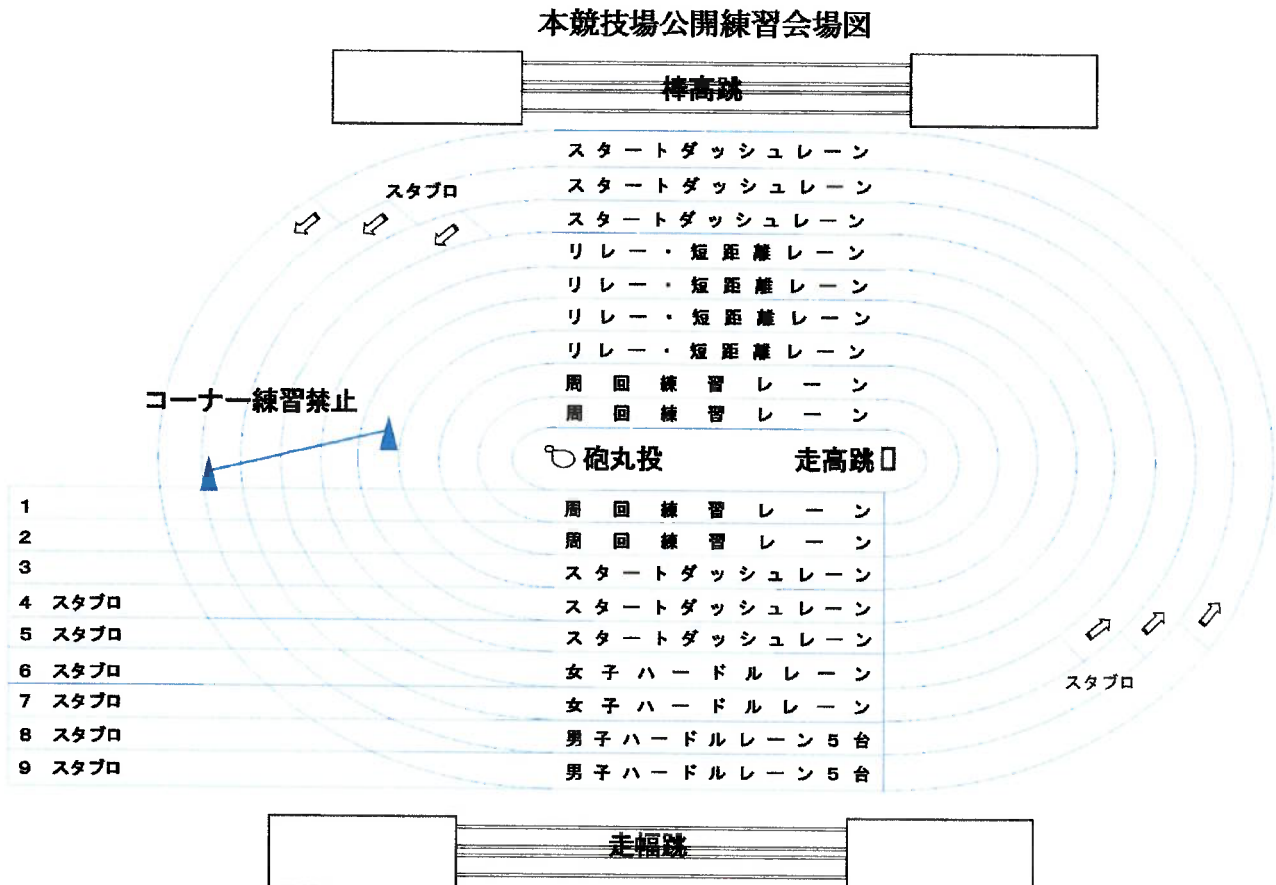 本競技場公開練習会場図
棒高跳
スタートダッシュレーン
スタブロ
スタートダッシュレーン
スタートダッシュレーン
リレー・短距離レーン
リレー・短距離レーン
リレー・短距離レーン
リレー・短距離レーン
周回練習レーン
コーナー練習禁止
周回練習レーン
砲丸投 走高跳
1 周回練習レーン
2 周回練習レーン
3 スタートダッシュレーン
4 スタブロ スタートダッシュレーン
5 スタブロ スタートダッシュレーン
6 スタブロ 女子ハードルレーン
スタブロ
7 スタブロ 女子ハードルレーン
8 スタブロ 男子ハードルレーン5台
9 スタブロ 男子ハードルレーン5台
走幅跳